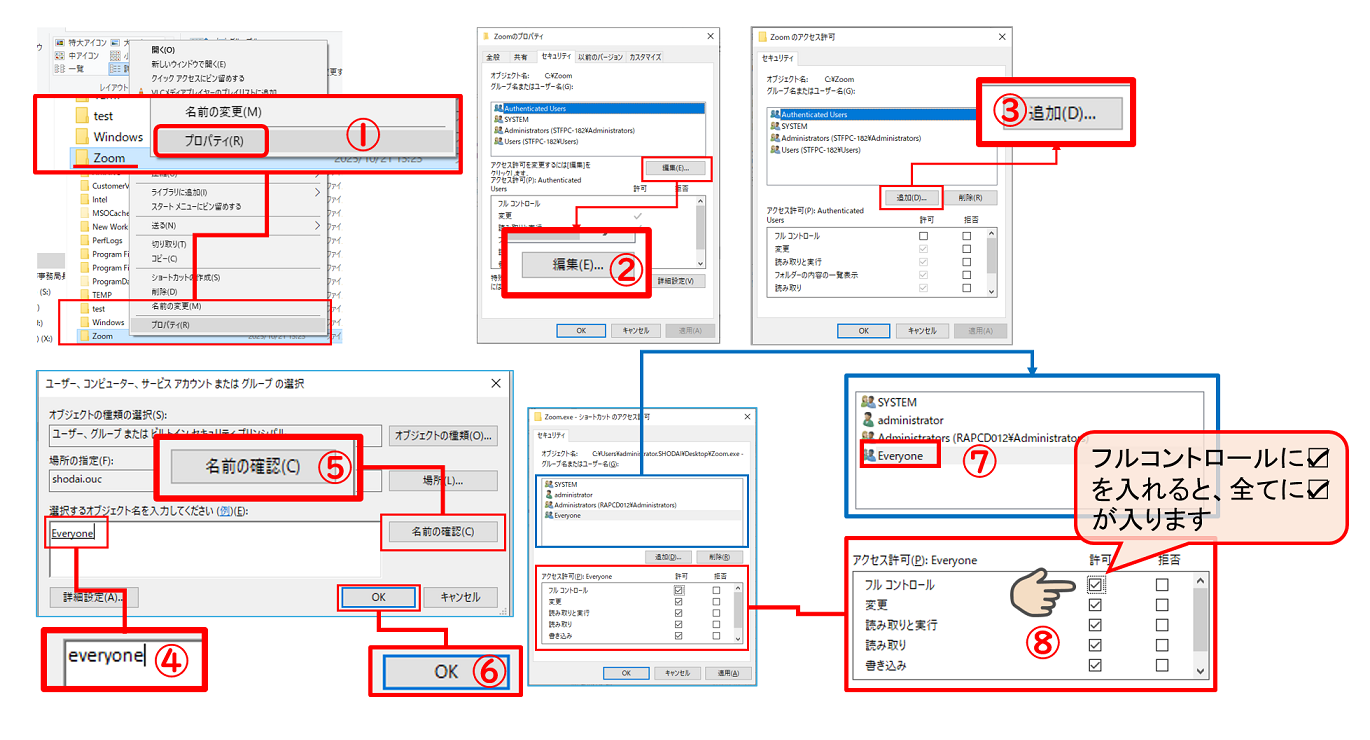 特大アイコン
中アイコン
一覧
レイアウト
開く(O)
新しいウィンドウで開く(E)
クイック アクセスにピン留めする
VLCメディアプレイヤーのプレイリストに追加
test
Windows
Zoom
名前の変更(M)
プロパティ(R)
①
2025/10/21 15:25
CustomerV
Intel
MSOCache
New Work
PerfLogs
Program Fi
Program Fi
ProgramDa
TEMP
test
Windows
Zoom
ライブラリに追加(I)
スタート メニューにピン留めする
送る(N)
切り取り(T)
コピー(C)
ショートカットの作成(S)
削除(D)
名前の変更(M)
プロパティ(R)
事務局長
(S:)
(X:)
Zoomのプロパティ
全般 共有 セキュリティ 以前のバージョン カスタマイズ
オブジェクト名: C:¥Zoom
グループ名またはユーザー名(G):
Authenticated Users
SYSTEM
Administrators (STFPC-182¥Administrators)
Users (STFPC-182¥Users)
アクセス許可を変更するには[編集]を
クリックします。
編集(E)...
アクセス許可(P): Authenticated
Users 許可 拒否
フル コントロール
変更
読み取りと実行
編集(E)...
②
詳細設定(V)
OK キャンセル 適用(A)
Zoom のアクセス許可
セキュリティ
オブジェクト名: C:¥Zoom
グループ名またはユーザー名(G):
Authenticated Users
SYSTEM
Administrators (STFPC-182¥Administrators)
Users (STFPC-182¥Users)
③
追加(D)...
追加(D)... 削除(R)
アクセス許可(P): Authenticated
Users 許可 拒否
フル コントロール
変更
読み取りと実行
フォルダーの内容の一覧表示
読み取り
OK キャンセル 適用(A)
ユーザー、コンピューター、サービス アカウント または グループ の選択
オブジェクトの種類の選択(S):
ユーザー、グループ または ビルトイン セキュリティ プリンシパル
オブジェクトの種類(O)...
場所の指定(F):
shodai.ouc
場所(L)...
名前の確認(C)
⑤
選択するオブジェクト名を入力してください (例)(E):
Everyone
名前の確認(C)
詳細設定(A)...
OK キャンセル
everyone
④
OK
⑥
Zoom.exe - ショートカット のアクセス許可
セキュリティ
オブジェクト名: C:¥Users¥administrator.SHODAI¥Desktop¥Zoom.exe -
グループ名またはユーザー名(G):
SYSTEM
administrator
Administrators (RAPCD012¥Administrators)
Everyone
追加(D)... 削除(R)
アクセス許可(P): Everyone 許可 拒否
フル コントロール
変更
読み取りと実行
読み取り
書き込み
OK キャンセル 適用(A)
SYSTEM
administrator
Administrators (RAPCD012¥Administrators)
Everyone
⑦
フルコントロールに☑
を入れると、全てに☑
が入ります
アクセス許可(P): Everyone 許可 拒否
フル コントロール
変更
読み取りと実行
読み取り
書き込み
⑧